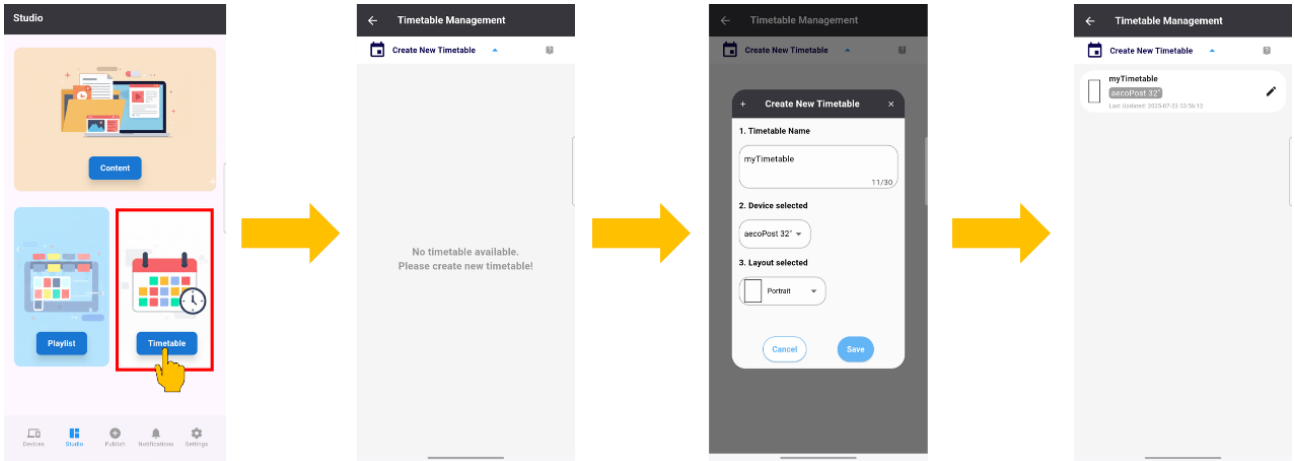 Studio
Content
Playlist
Timetable
Devices
Studio
Publish
Notifications
Settings
Timetable Management
Create New Timetable
No timetable available.
Please create new timetable!
Timetable Management
Create New Timetable
Create New Timetable
1. Timetable Name
myTimetable
11/30
2. Device selected
aecoPost 32"
3. Layout selected
Portrait
Cancel
Save
Timetable Management
Create New Timetable
myTimetable
aecoPost 32"
Last Updated: